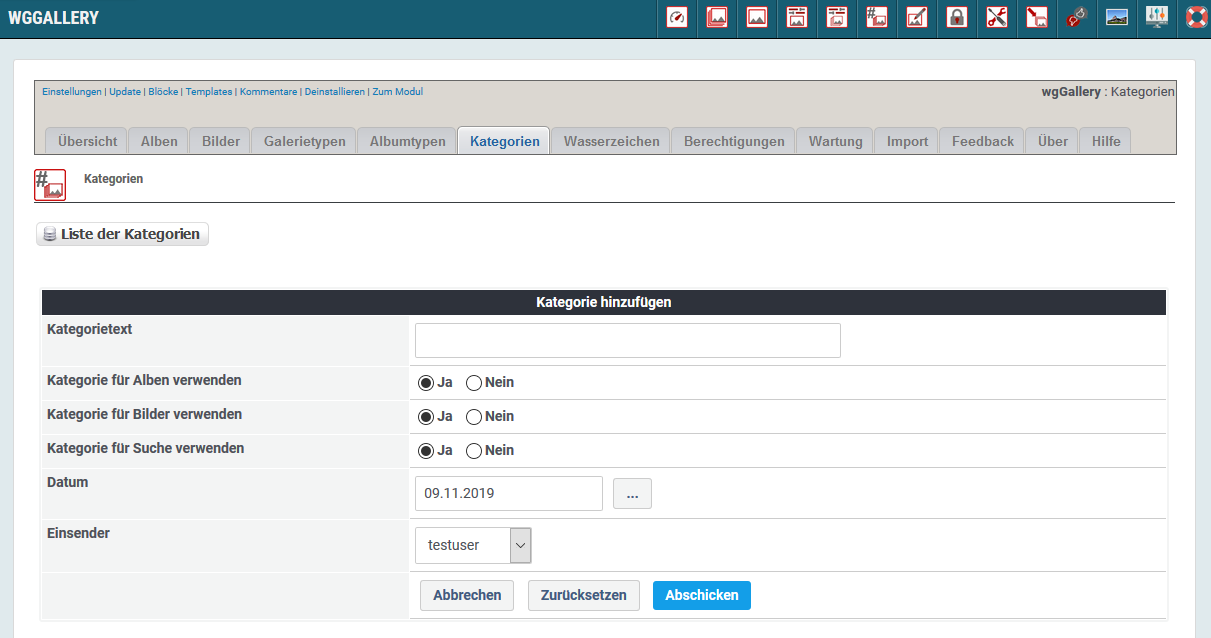 WGGALLERY
Einstellungen | Update | Blöcke | Templates | Kommentare | Deinstallieren | Zum Modul
wgGallery : Kategorien
Übersicht Alben Bilder Galerietypen Albumtypen Kategorien Wasserzeichen Berechtigungen Wartung Import Feedback Über Hilfe
# Kategorien
Liste der Kategorien
Kategorie hinzufügen
Kategorietext
Kategorie für Alben verwenden Ja Nein
Kategorie für Bilder verwenden Ja Nein
Kategorie für Suche verwenden Ja Nein
Datum 09.11.2019 ...
Einsender testuser
Abbrechen Zurücksetzen Abschicken